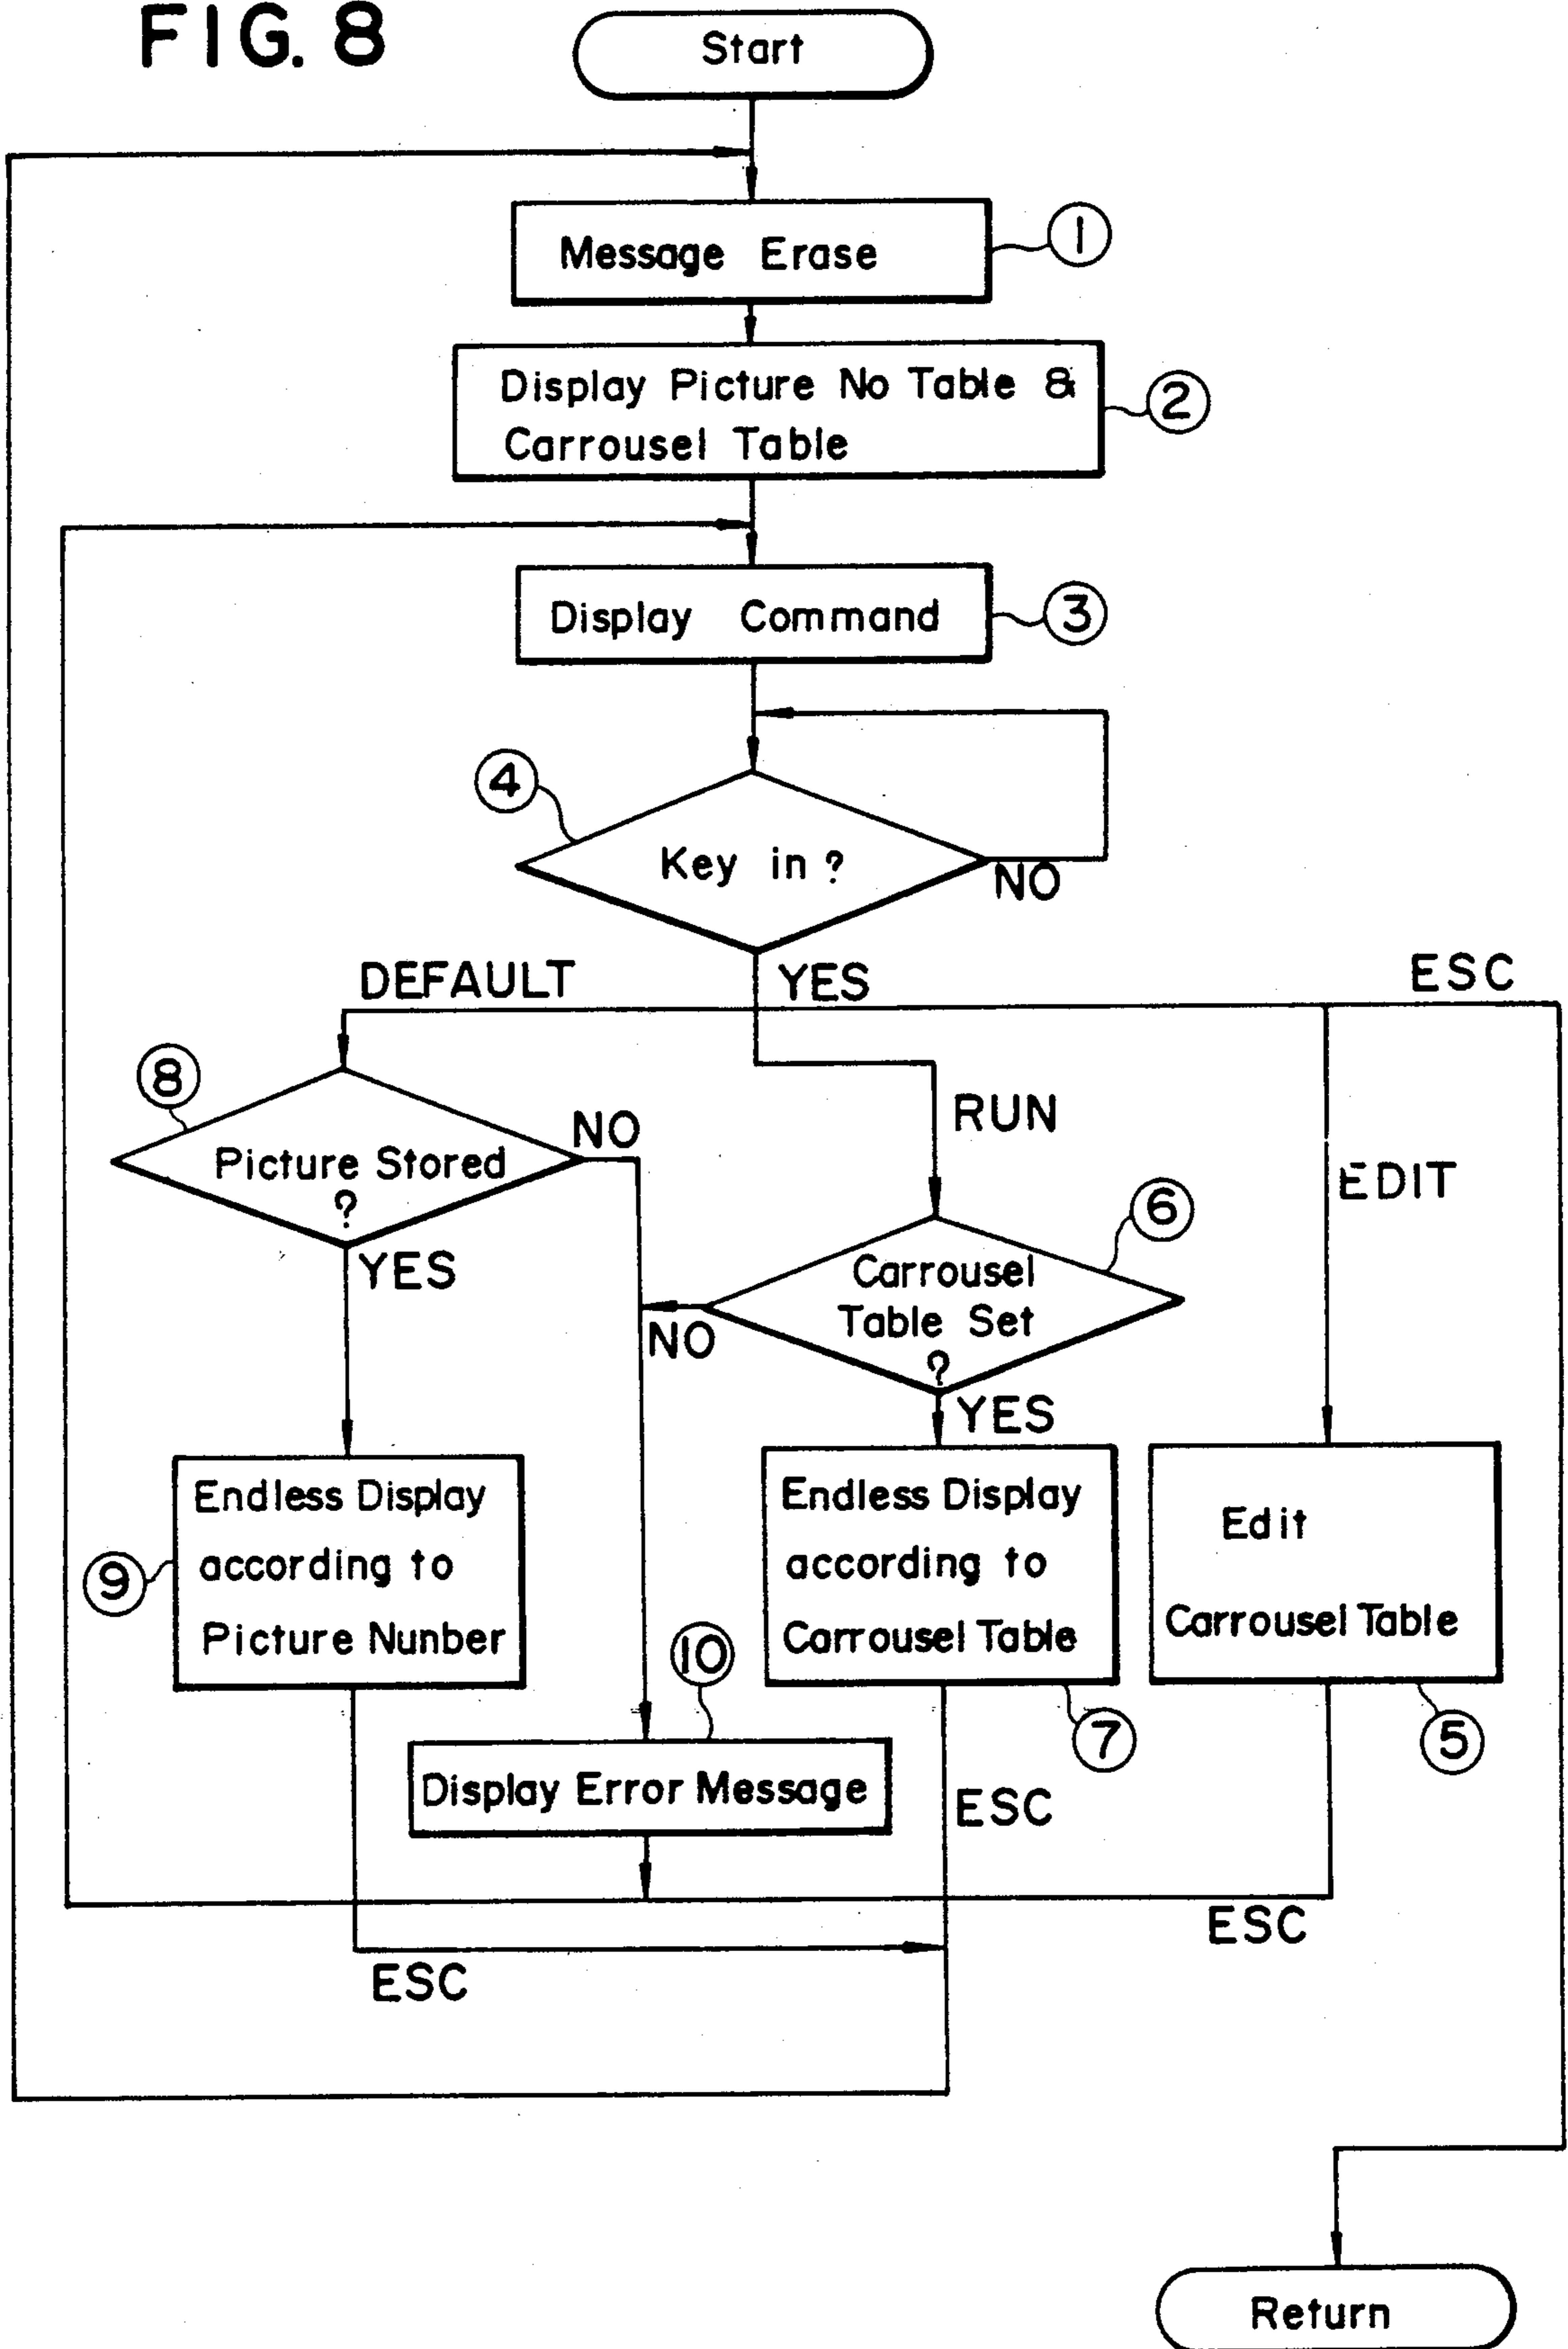 FIG. 8
Start
Message Erase
①
Display Picture No Table &
Carrousel Table
②
Display Command
③
④
Key in ?
NO
DEFAULT
YES
ESC
⑧
Picture Stored
?
NO
RUN
EDIT
⑥
YES
Carrousel
Table Set
?
NO
YES
Endless Display
according to
Picture Nunber
⑨
Endless Display
according to
Carrousel Table
⑦
Edit
Carrousel Table
⑤
⑩
Display Error Message
ESC
ESC
ESC
Return